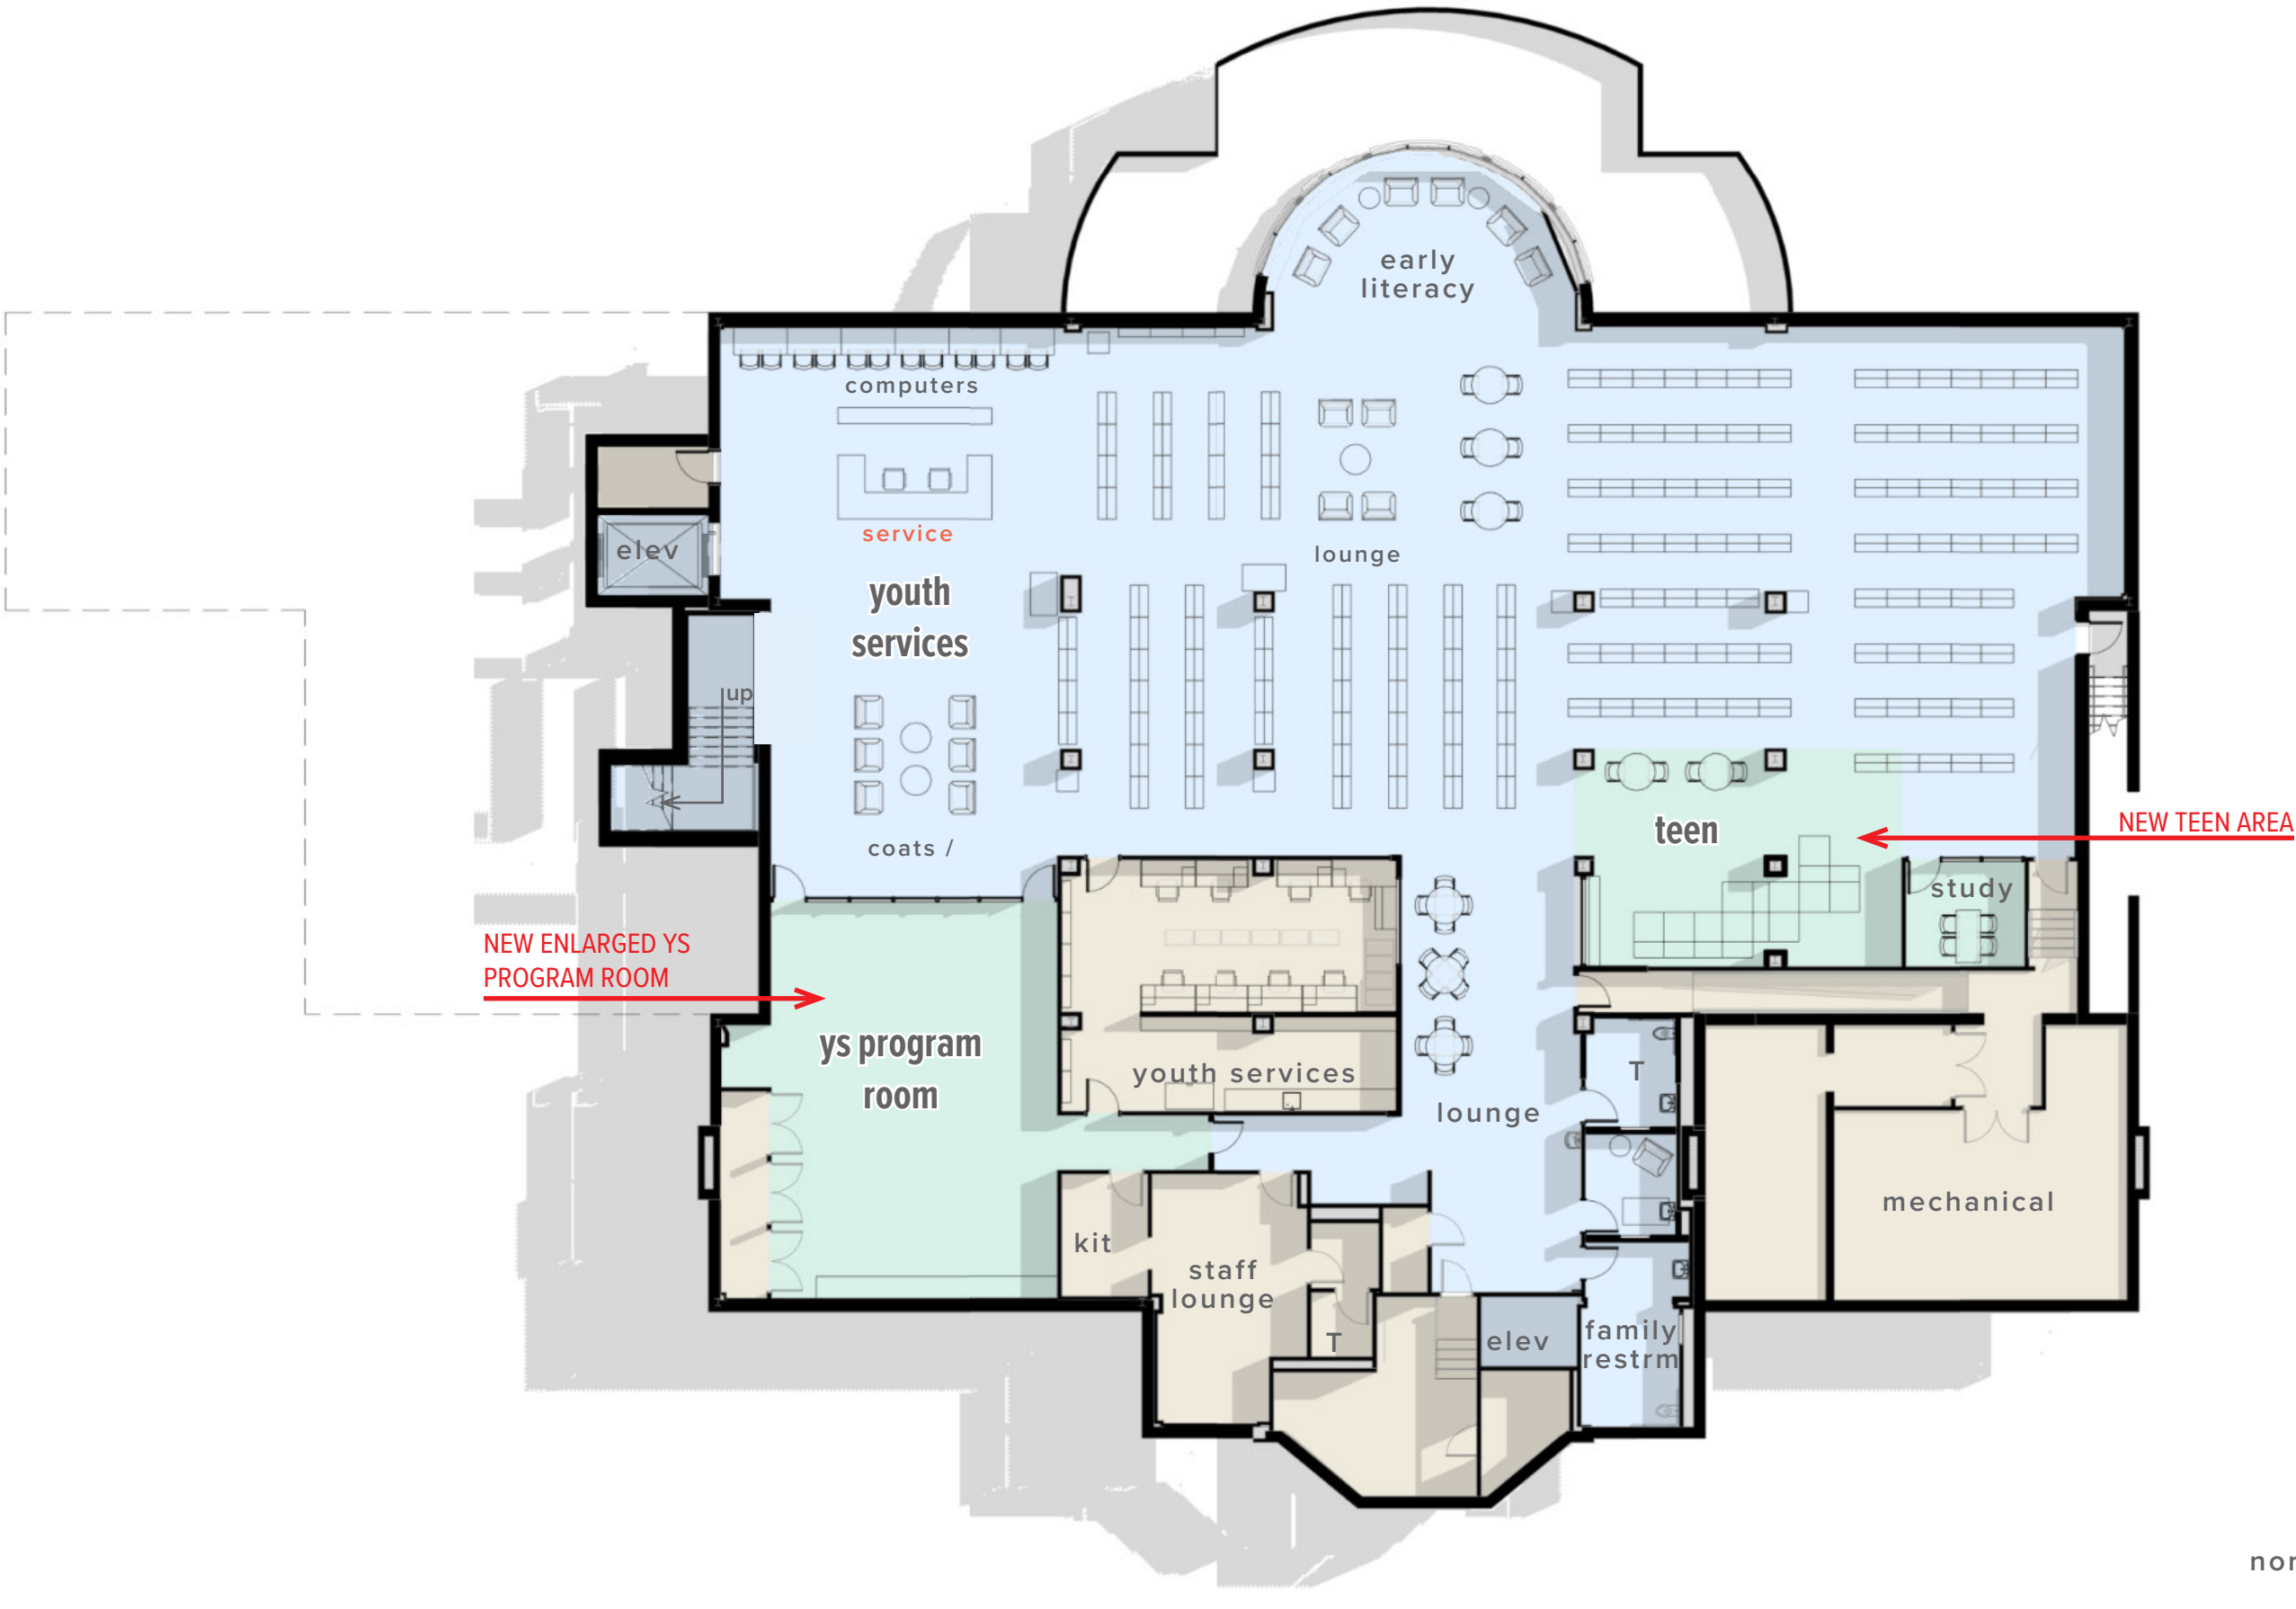 early
literacy
computers
service
elev
lounge
youth
services
up
teen
NEW TEEN AREA
coats /
study
NEW ENLARGED YS
PROGRAM ROOM
ys program
room
youth services
T
lounge
mechanical
kit
staff
lounge
T
elev
family
restrm
nor